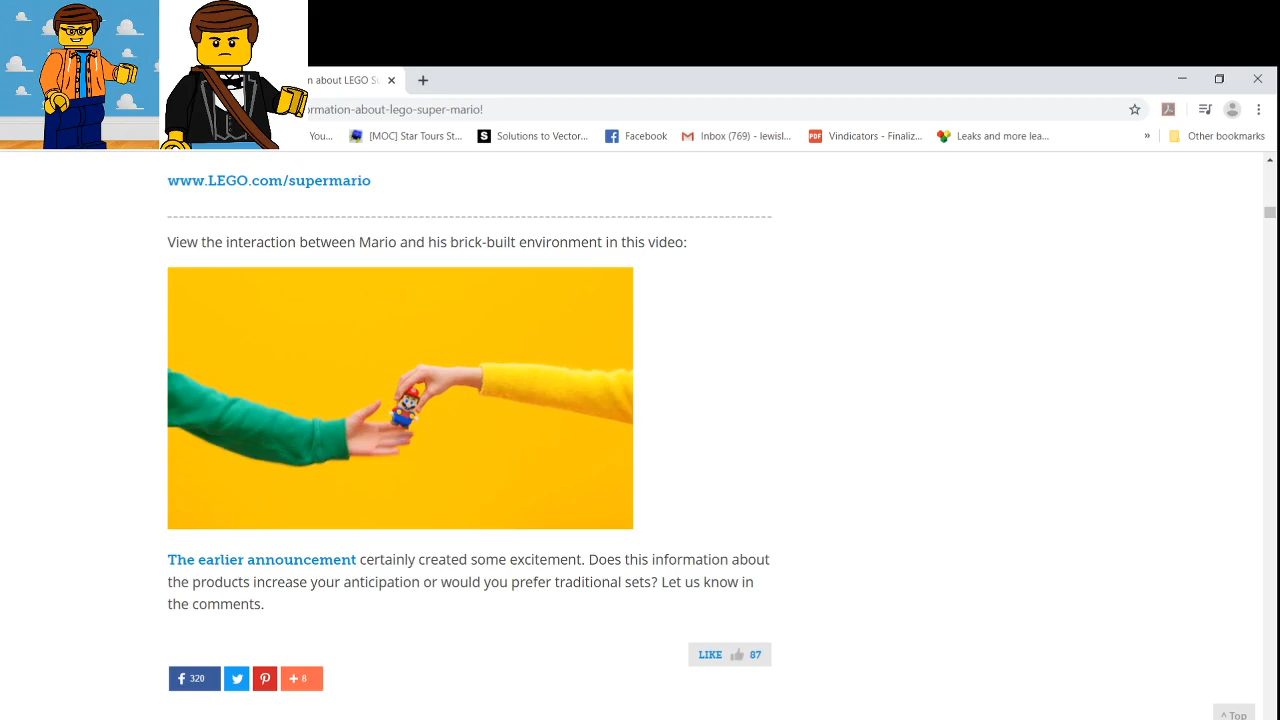 n about LEGO S
ormation-about-lego-super-mario!
You... [MOC] Star Tours St... Solutions to Vector... Facebook Inbox (769) – lewisl... Vindicators - Finaliz... Leaks and more lea... » Other bookmarks
www.LEGO.com/supermario
View the interaction between Mario and his brick-built environment in this video:
The earlier announcement certainly created some excitement. Does this information about
the products increase your anticipation or would you prefer traditional sets? Let us know in
the comments.
LIKE 87
320 8
^ Top